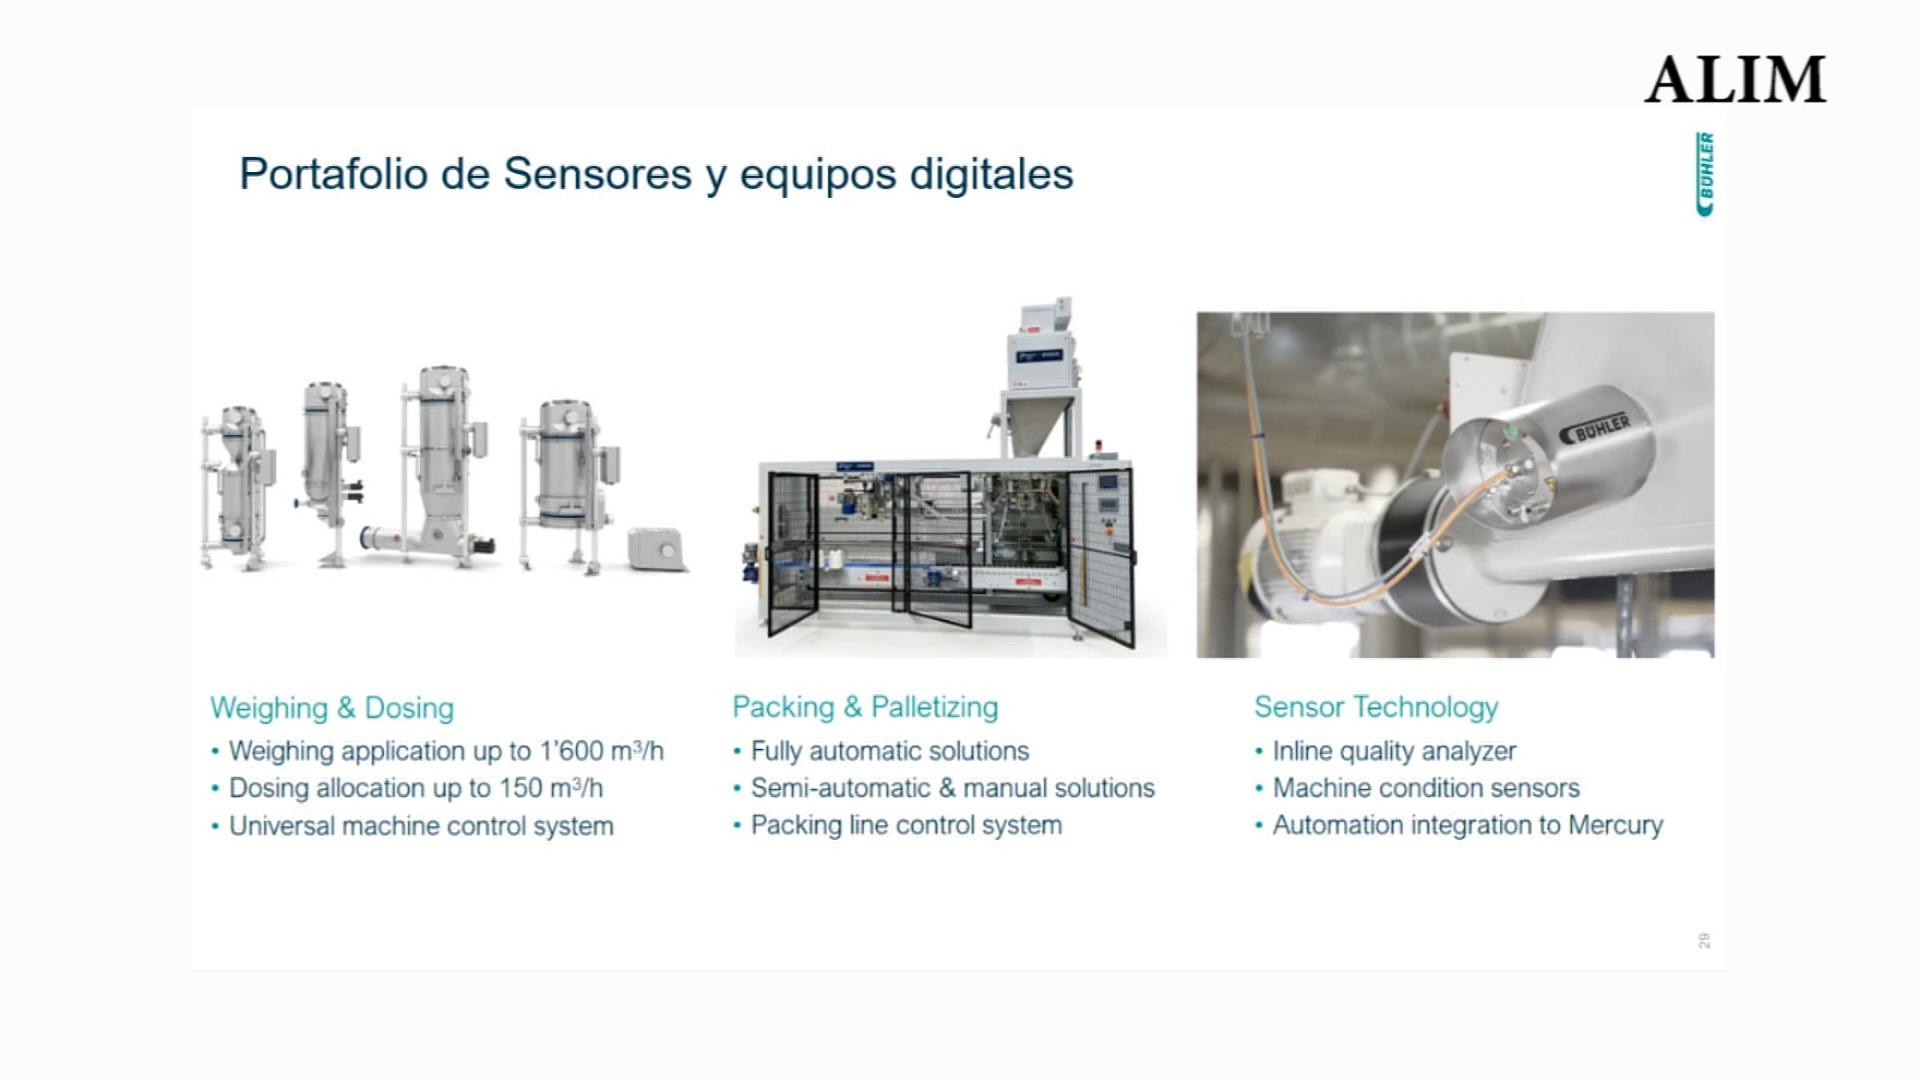 ALIM
Portafolio de Sensores y equipos digitales
BÜHLER
BÜHLER
Weighing & Dosing
• Weighing application up to 1'600 m³/h
• Dosing allocation up to 150 m³/h
• Universal machine control system
Packing & Palletizing
• Fully automatic solutions
• Semi-automatic & manual solutions
• Packing line control system
Sensor Technology
• Inline quality analyzer
• Machine condition sensors
• Automation integration to Mercury
29